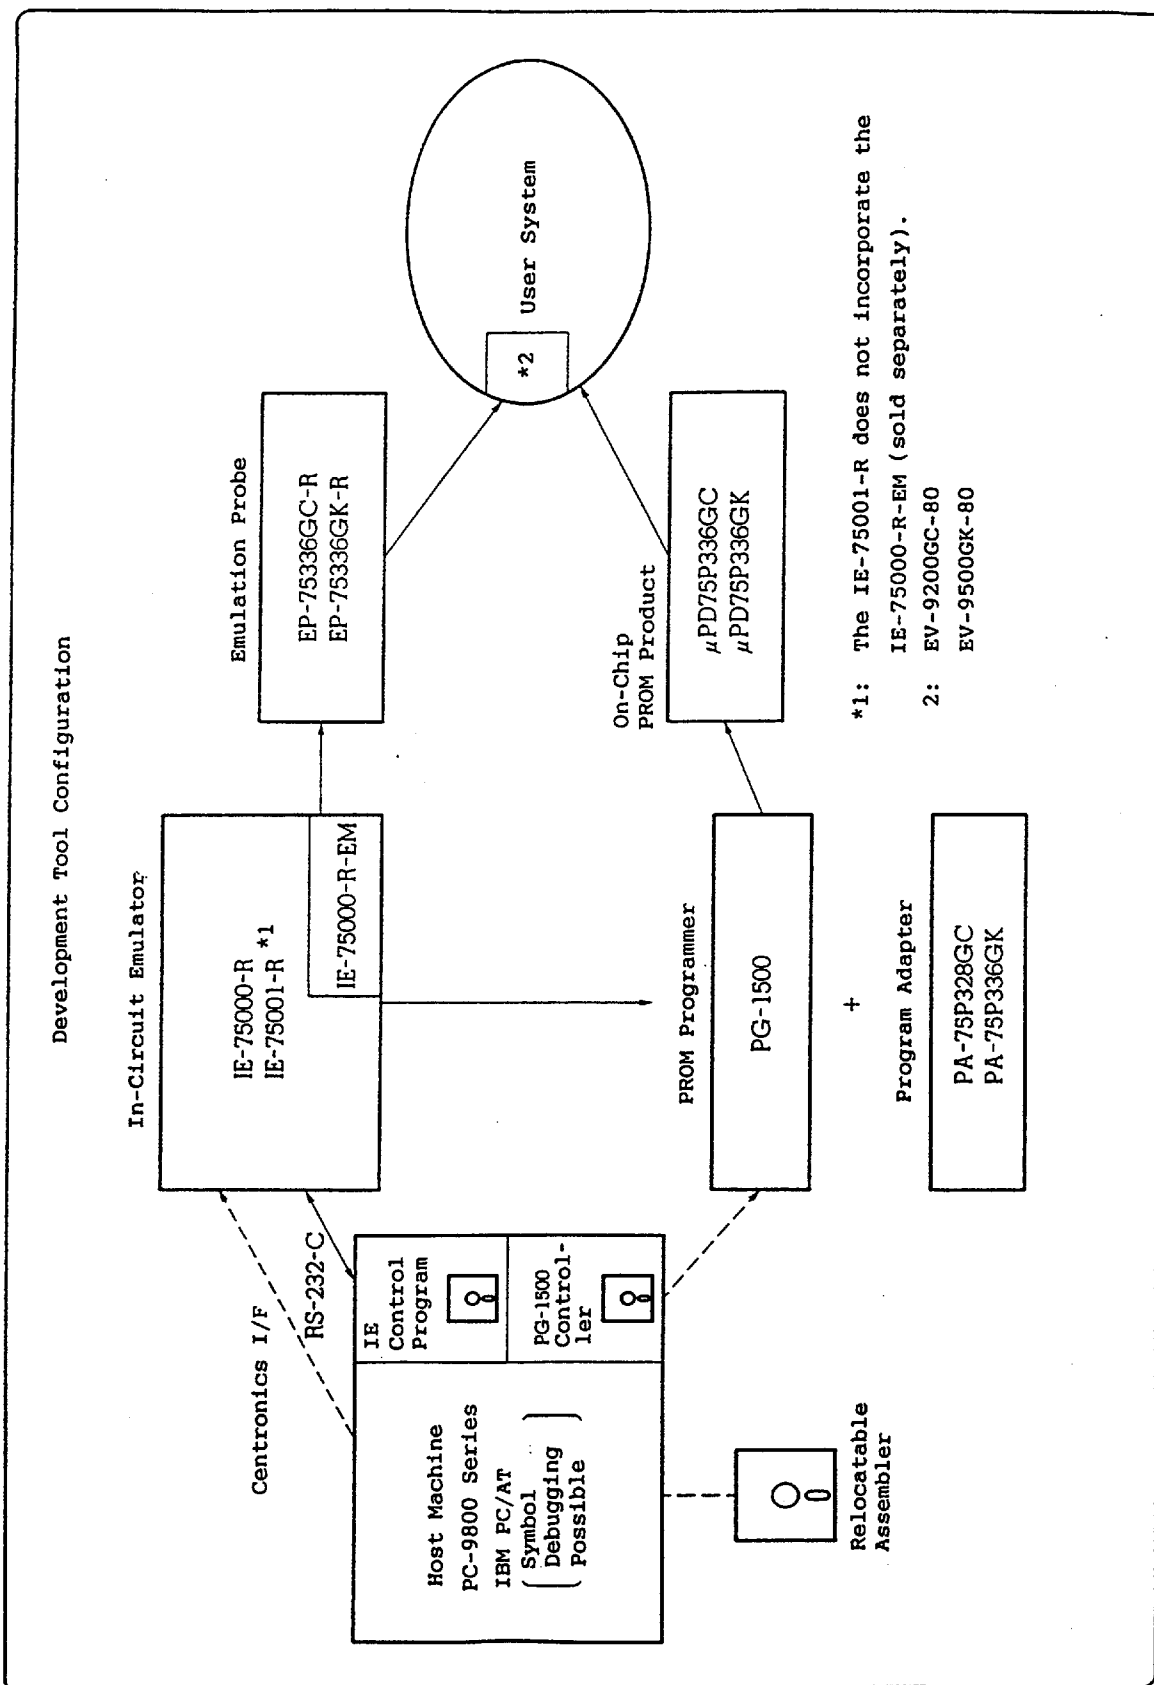 Development Tool Configuration
In-Circuit Emulator
IE-75000-R
IE-75001-R *1
IE-75000-R-EM
Emulation Probe
EP-75336GC-R
EP-75336GK-R
Centronics I/F
RS-232-C
Host Machine
PC-9800 Series
IBM PC/AT
(Symbol
Debugging
Possible)
IE
Control
Program
PG-1500
Control-
ler
*2
User System
PROM Programmer
PG-1500
+
Program Adapter
PA-75P328GC
PA-75P336GK
On-Chip
PROM Product
μPD75P336GC
μPD75P336GK
Relocatable
Assembler
*1: The IE-75001-R does not incorporate the
IE-75000-R-EM (sold separately).
2: EV-9200GC-80
EV-9500GK-80